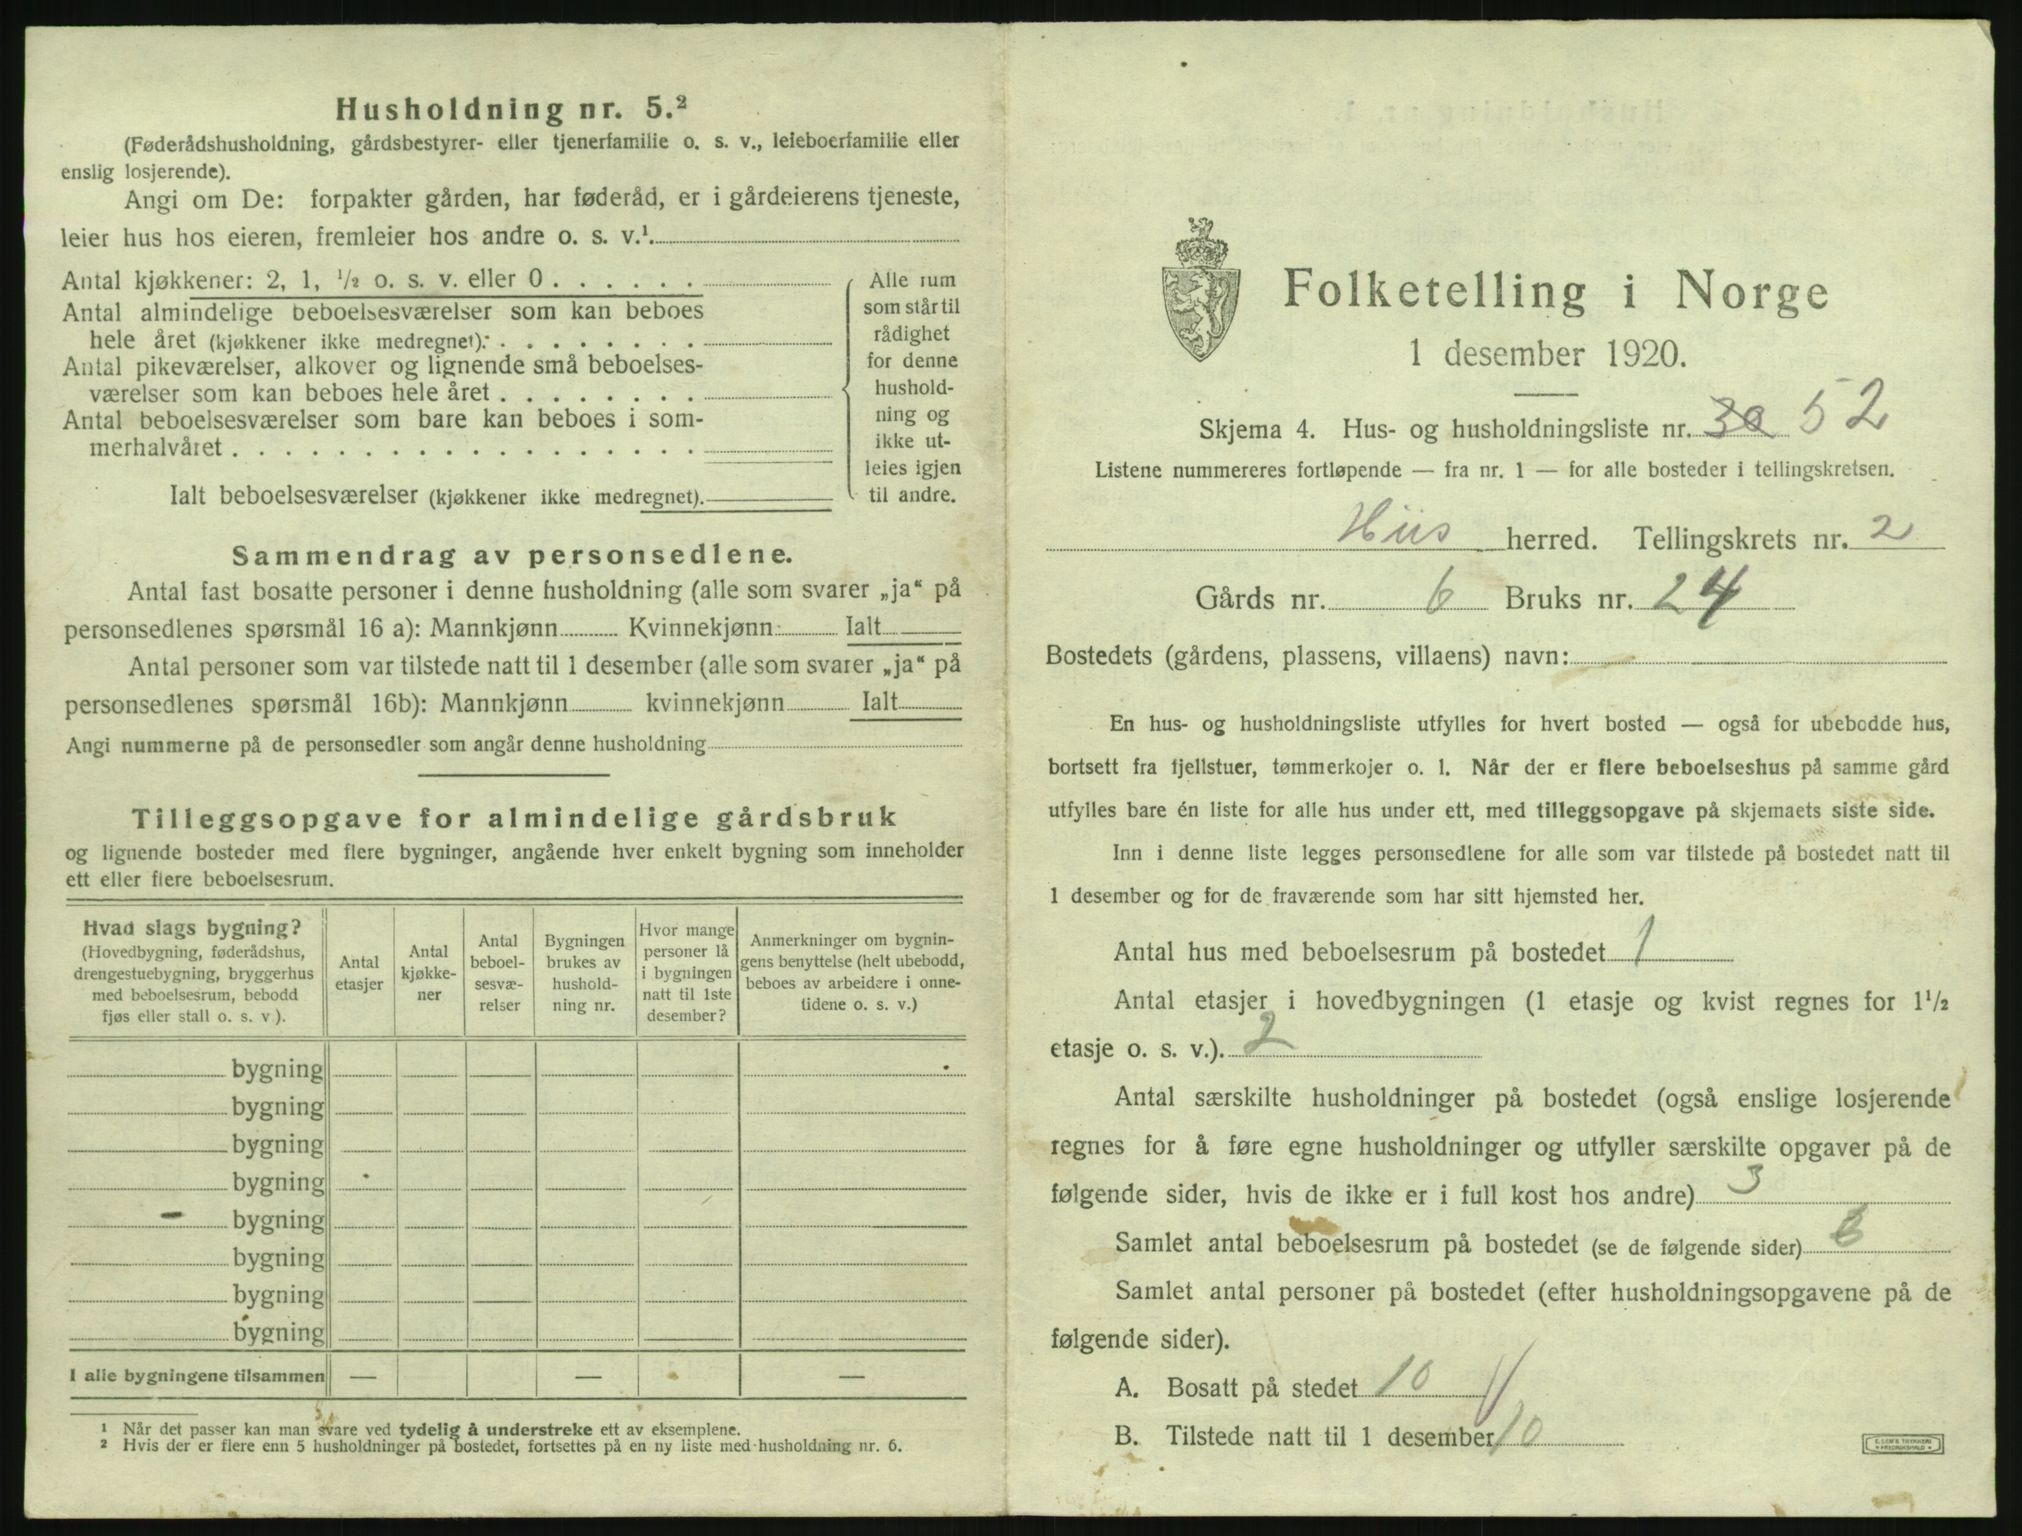 Husholdning nr. 5.²
(Føderådshusholdning, gårdsbestyrer- eller tjenerfamilie o. s. v., leieboerfamilie eller
enslig losjerende).
Angi om De: forpakter gården, har føderåd, er i gårdeierens tjeneste,
leier hus hos eieren, fremleier hos andre o. s. v.¹.
Antal kjøkkener: 2, 1, ½ o. s. v. eller 0
Antal almindelige beboelsesværelser som kan beboes
hele året (kjøkkener ikke medregnet).
Antal pikeværelser, alkover og lignende små beboelses-
værelser som kan beboes hele året
Antal beboelsesværelser som bare kan beboes i som-
merhalvåret
Ialt beboelsesværelser (kjøkkener ikke medregnet).
Alle rum
som står til
rådighet
for denne
hushold-
ning og
ikke ut-
leies igjen
til andre.
Sammendrag av personsedlene.
Antal fast bosatte personer i denne husholdning (alle som svarer „ja“ på
personsedlenes spørsmål 16 a): Mannkjønn Kvinnekjønn Ialt
Antal personer som var tilstede natt til 1 desember (alle som svarer „ja“ på
personsedlenes spørsmål 16b): Mannkjønn kvinnekjønn Ialt
Angi nummerne på de personsedler som angår denne husholdning
Tilleggsopgave for almindelige gårdsbruk
og lignende bosteder med flere bygninger, angående hver enkelt bygning som inneholder
ett eller flere beboelsesrum.
Hvad slags bygning?
(Hovedbygning, føderådshus,
drengestuebygning, bryggerhus
med beboelsesrum, bebodd
fjøs eller stall o. s. v.).
Antal
etasjer
Antal
kjøkke-
ner
Antal
beboel-
sesvæ-
relser
Bygningen
brukes av
hushold-
ning nr.
Hvor mange
personer lå
i bygningen
natt til 1ste
desember?
Anmerkninger om bygnin-
gens benyttelse (helt ubebodd,
beboes av arbeidere i onne-
tidene o. s. v.)
bygning
bygning
bygning
bygning
bygning
bygning
bygning
bygning
I alle bygningene tilsammen — — —
¹ Når det passer kan man svare ved tydelig å understreke ett av eksemplene.
² Hvis der er flere enn 5 husholdninger på bostedet, fortsettes på en ny liste med husholdning nr. 6.
Folketelling i Norge
1 desember 1920.
Skjema 4. Hus- og husholdningsliste nr. 30 52
Listene nummereres fortløpende — fra nr. 1 — for alle bosteder i tellingskretsen.
Hiis herred. Tellingskrets nr. 2
Gårds nr. 6 Bruks nr. 24
Bostedets (gårdens, plassens, villaens) navn:
En hus- og husholdningsliste utfylles for hvert bosted — også for ubebodde hus,
bortsett fra fjellstuer, tømmerkojer o. l. Når der er flere beboelseshus på samme gård
utfylles bare én liste for alle hus under ett, med tilleggsopgave på skjemaets siste side.
Inn i denne liste legges personsedlene for alle som var tilstede på bostedet natt til
1 desember og for de fraværende som har sitt hjemsted her.
Antal hus med beboelsesrum på bostedet 1
Antal etasjer i hovedbygningen (1 etasje og kvist regnes for 1½
etasje o. s. v.). 2
Antal særskilte husholdninger på bostedet (også enslige losjerende
regnes for å føre egne husholdninger og utfyller særskilte opgaver på de
følgende sider, hvis de ikke er i full kost hos andre) 3
Samlet antal beboelsesrum på bostedet (se de følgende sider)
Samlet antal personer på bostedet (efter husholdningsopgavene på de
følgende sider).
A. Bosatt på stedet 10
B. Tilstede natt til 1 desember 10
E. SEM'S TRYKKERI
• FREDRIKSHALD •